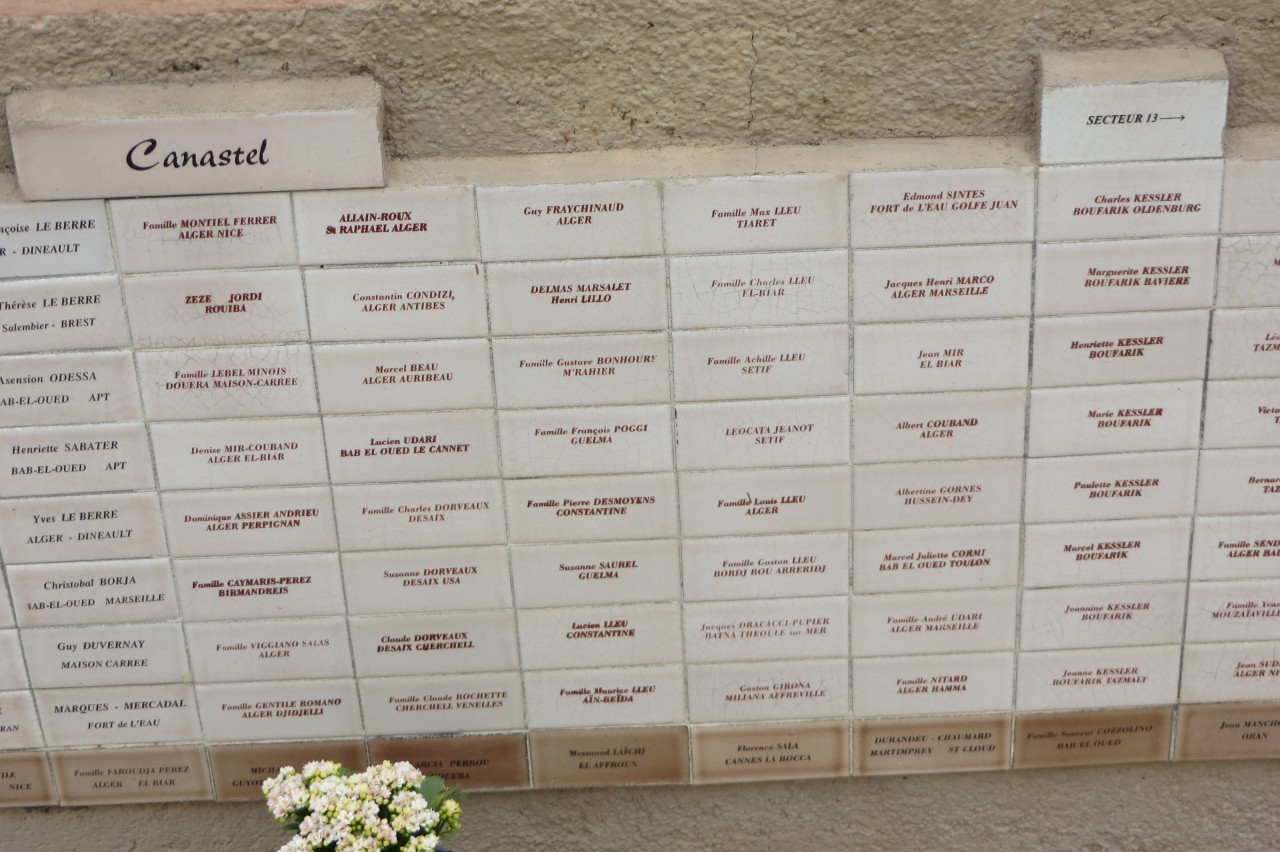 Canastel
SECTEUR 13
LE BERRE
DINEAULT
Famille MONTIEL FERRER
ALGER NICE
ALLAIN-ROUX
& RAPHAEL ALGER
Guy FRAYCHINAUD
ALGER
Famille Max LLEU
TIARET
Edmond SINTES
FORT de L'EAU GOLFE JUAN
Charles KESSLER
BOUFARIK OLDENBURG
Thérèse LE BERRE
Salembier - BREST
ZEZE JORDI
ROUIBA
Constantin CONDIZI,
ALGER ANTIBES
DELMAS MARSALET
Henri LILLO
Famille Charles LLEU
EL-BIAR
Jacques Henri MARCO
ALGER MARSEILLE
Marguerite KESSLER
BOUFARIK BAVIERE
Asension ODESSA
BAB-EL-OUED APT
Famille LEBEL MINOIS
DOUERA MAISON-CARREE
Marcel BEAU
ALGER AURIBEAU
Famille Gustave BONHOURE
M'RAHIER
Famille Achille LLEU
SETIF
Jean MIR
EL BIAR
Henriette KESSLER
BOUFARIK
Henriette SABATER
BAB-EL-OUED APT
Denise MIR-COUBAND
ALGER EL-BIAR
Lucien UDARI
BAB EL OUED LE CANNET
Famille François POGGI
GUELMA
LEOCATA JEANOT
SETIF
Albert COUBAND
ALGER
Marie KESSLER
BOUFARIK
Yves LE BERRE
ALGER - DINEAULT
Dominique ASSIER ANDRIEU
ALGER PERPIGNAN
Famille Charles DORVEAUX
DESAIX
Famille Pierre DESMOYENS
CONSTANTINE
Famille Louis LLEU
ALGER
Albertine GORNES
HUSSEIN-DEY
Paulette KESSLER
BOUFARIK
Christobal BORJA
BAB-EL-OUED MARSEILLE
Famille CAYMARIS-PEREZ
BIRMANDREIS
Suzanne DORVEAUX
DESAIX USA
Susanne SAUREL
GUELMA
Famille Gaston LLEU
BORDJ BOU ARRERIDJ
Marcel Juliette CORMI
BAB EL OUED TOULON
Marcel KESSLER
BOUFARIK
Famille
ALGER
Guy DUVERNAY
MAISON CARREE
Famille VIGGIANO SALAS
ALGER
Claude DORVEAUX
DESAIX CHERCHELL
Lucien LLEU
CONSTANTINE
Jacques DRACACCI-PUPIER
BATNA THEOULE sur MER
Famille André UDARI
ALGER MARSEILLE
Jeannine KESSLER
BOUFARIK
Famille
MARQUES - MERCADAL
FORT de L'EAU
Famille GENTILE ROMANO
ALGER DJIDJELLI
Famille Claude ROCHETTE
CHERCHELL VENELLES
Famille Maurice LLEU
AÏN-BEÏDA
Gaston GIRONA
MILIANA AFFREVILLE
Famille NITARD
ALGER HAMMA
Jeanne KESSLER
BOUFARIK TAZMALT
Jean
ALGER
NICE
Famille FAROUDJA PEREZ
ALGER EL BIAR
PERROU
Messaoud LAÏCHI
EL AFFROUN
Florence SALA
CANNES LA BOCCA
DURANDEU - CHAUMARD
MARTIMPREY ST CLOUD
Famille Sauveur COZZOLINO
BAB EL OUED
Jean
ORAN